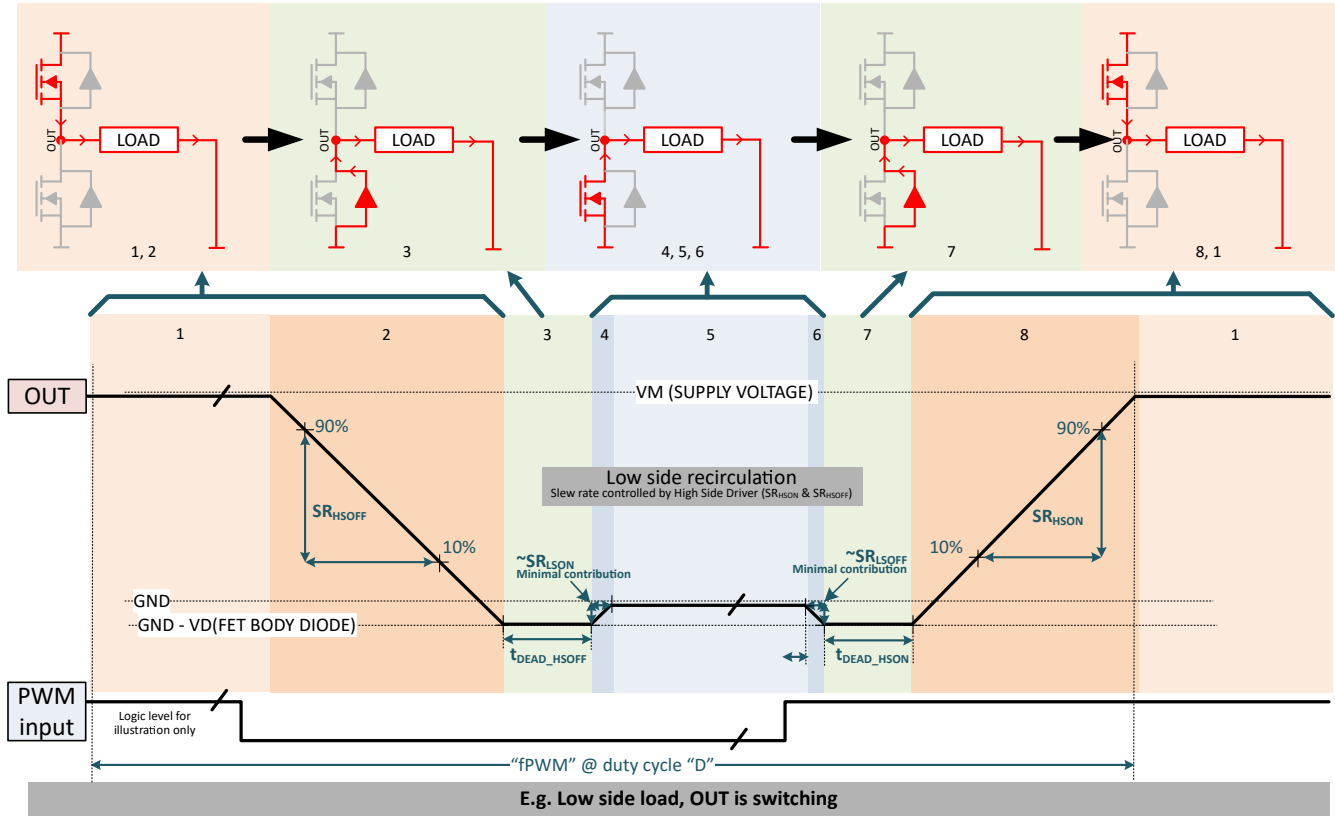 OUT
LOAD
1, 2
OUT
LOAD
3
OUT
LOAD
4, 5, 6
OUT
LOAD
7
OUT
LOAD
8, 1
1
2
3
4
5
6
7
8
1
OUT
VM (SUPPLY VOLTAGE)
90%
90%
Low side recirculation
Slew rate controlled by High Side Driver (SRHSON & SRHSOFF)
SRHSOFF
SRHSON
10%
10%
~SRLSON
Minimal contribution
~SRLSOFF
Minimal contribution
GND
GND - VD(FET BODY DIODE)
tDEAD_HSOFF
tDEAD_HSON
PWM
input
Logic level for
illustration only
“fPWM” @ duty cycle “D”
E.g. Low side load, OUT is switching